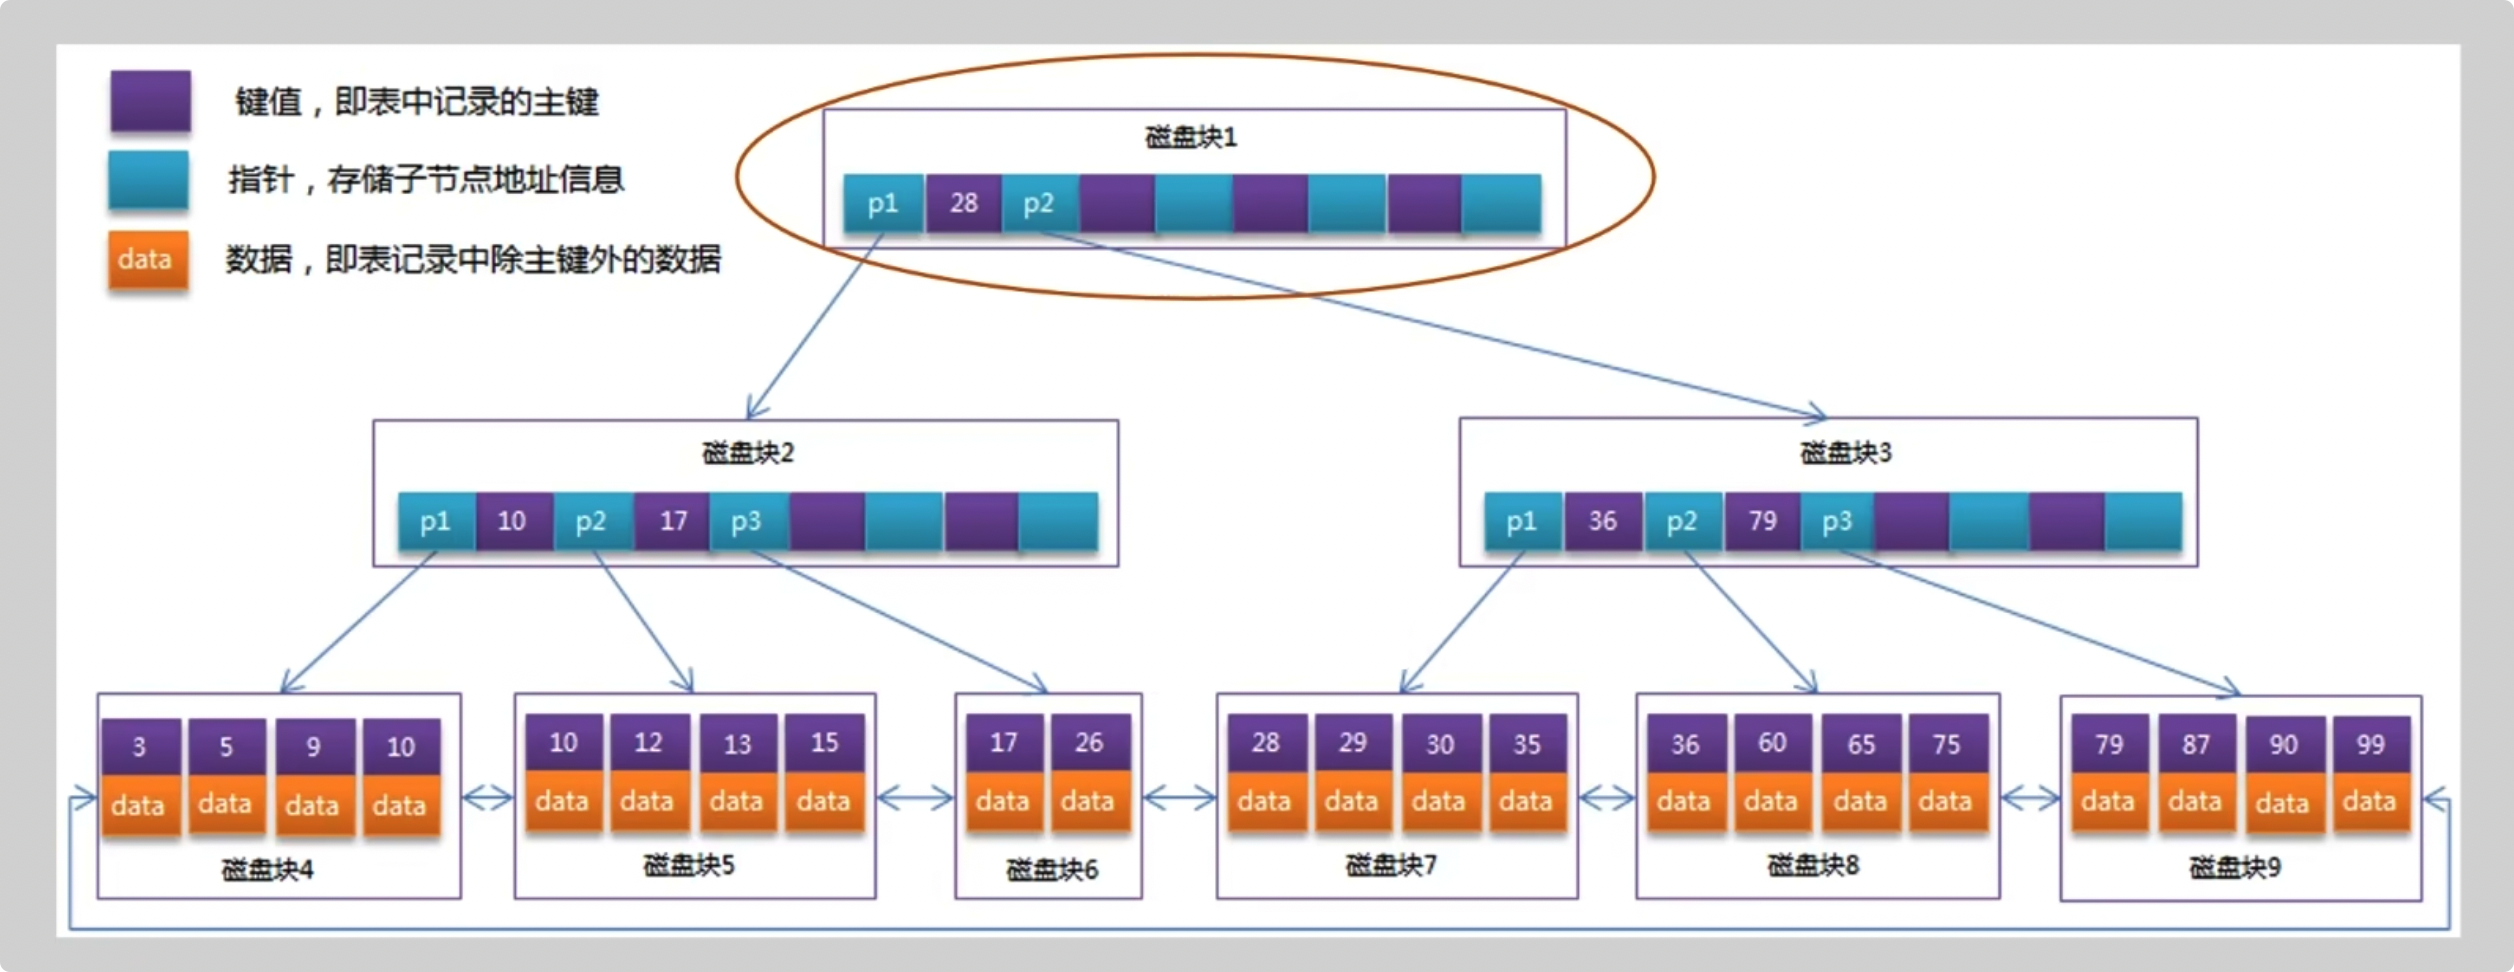 键值，即表中记录的主键
指针，存储子节点地址信息
data 数据，即表记录中除主键外的数据
磁盘块1
p1 28 p2
磁盘块2
p1 10 p2 17 p3
磁盘块3
p1 36 p2 79 p3
3 5 9 10
data data data data
磁盘块4
10 12 13 15
data data data data
磁盘块5
17 26
data data
磁盘块6
28 29 30 35
data data data data
磁盘块7
36 60 65 75
data data data data
磁盘块8
79 87 90 99
data data data data
磁盘块9